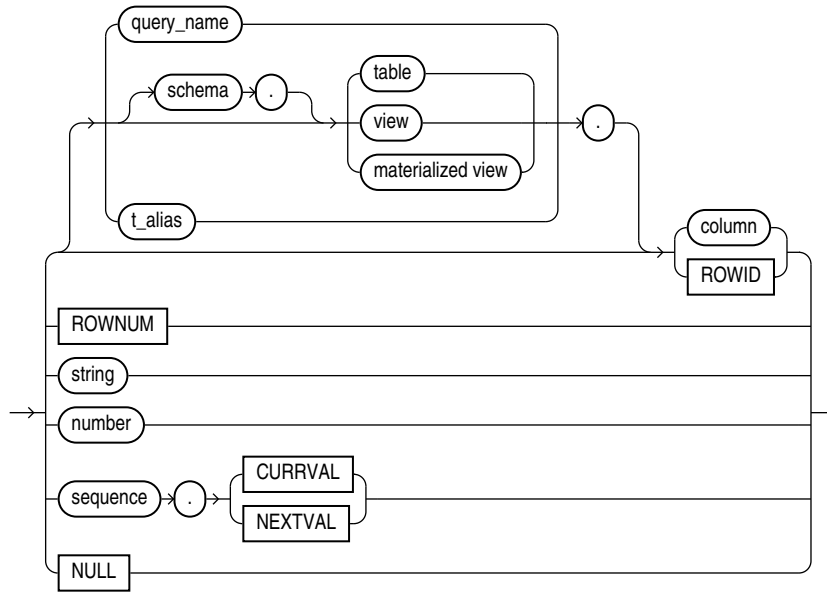 query_name
schema . table
view .
materialized view
t_alias
column
ROWID
ROWNUM
string
number
sequence . CURRVAL
NEXTVAL
NULL